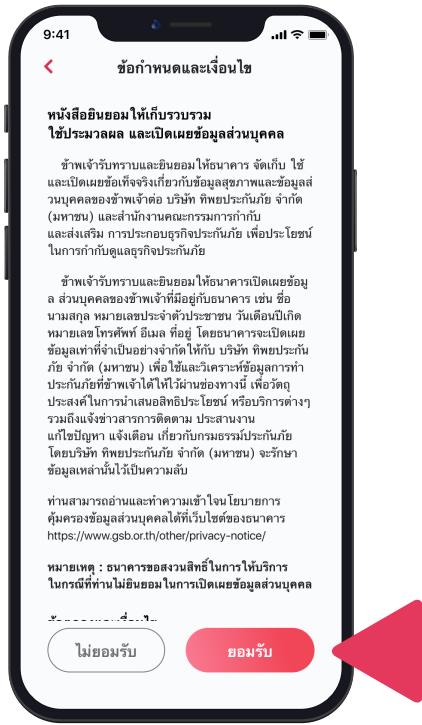 9:41
ข้อกำหนดและเงื่อนไข
หนังสือยินยอมให้เก็บรวบรวม
ใช้ประมวลผล และเปิดเผยข้อมูลส่วนบุคคล
ข้าพเจ้ารับทราบและยินยอมให้ธนาคาร จัดเก็บ ใช้
และเปิดเผยข้อเท็จจริงเกี่ยวกับข้อมูลสุขภาพและข้อมูลส่
วนบุคคลของข้าพเจ้าต่อ บริษัท ทิพยประกันภัย จำกัด
(มหาชน) และสำนักงานคณะกรรมการกำกับ
และส่งเสริม การประกอบธุรกิจประกันภัย เพื่อประโยชน์
ในการกำกับดูแลธุรกิจประกันภัย
ข้าพเจ้ารับทราบและยินยอมให้ธนาคารเปิดเผยข้อมู
ล ส่วนบุคคลของข้าพเจ้าที่มีอยู่กับธนาคาร เช่น ชื่อ
นามสกุล หมายเลขประจำตัวประชาชน วันเดือนปีเกิด
หมายเลขโทรศัพท์ อีเมล ที่อยู่ โดยธนาคารจะเปิดเผย
ข้อมูลเท่าที่จำเป็นอย่างจำกัดให้กับ บริษัท ทิพยประกัน
ภัย จำกัด (มหาชน) เพื่อใช้และวิเคราะห์ข้อมูลการทำ
ประกันภัยที่ข้าพเจ้าได้ให้ไว้ผ่านช่องทางนี้ เพื่อวัตถุ
ประสงค์ในการนำเสนอสิทธิประโยชน์ หรือบริการต่างๆ
รวมถึงแจ้งข่าวสารการติดตาม ประสานงาน
แก้ไขปัญหา แจ้งเตือน เกี่ยวกับกรมธรรม์ประกันภัย
โดยบริษัท ทิพยประกันภัย จำกัด (มหาชน) จะรักษา
ข้อมูลเหล่านั้นไว้เป็นความลับ
ท่านสามารถอ่านและทำความเข้าใจนโยบายการ
คุ้มครองข้อมูลส่วนบุคคลได้ที่เว็บไซต์ของธนาคาร
https://www.gsb.or.th/other/privacy-notice/
หมายเหตุ : ธนาคารขอสงวนสิทธิ์ในการให้บริการ
ในกรณีที่ท่านไม่ยินยอมในการเปิดเผยข้อมูลส่วนบุคคล
ไม่ยอมรับ
ยอมรับ